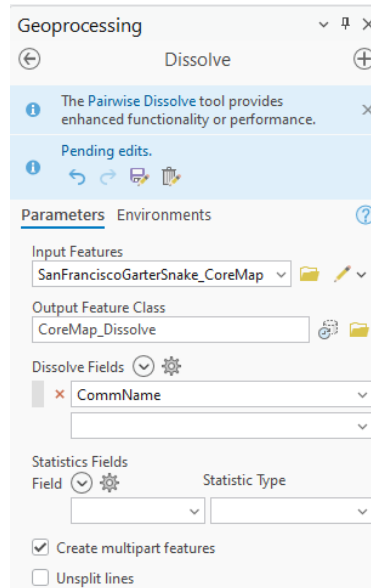 Geoprocessing
Dissolve
The Pairwise Dissolve tool provides
enhanced functionality or performance.
Pending edits.
Parameters Environments
Input Features
SanFranciscoGarterSnake_CoreMap
Output Feature Class
CoreMap_Dissolve
Dissolve Fields
CommName
Statistics Fields
Field Statistic Type
Create multipart features
Unsplit lines